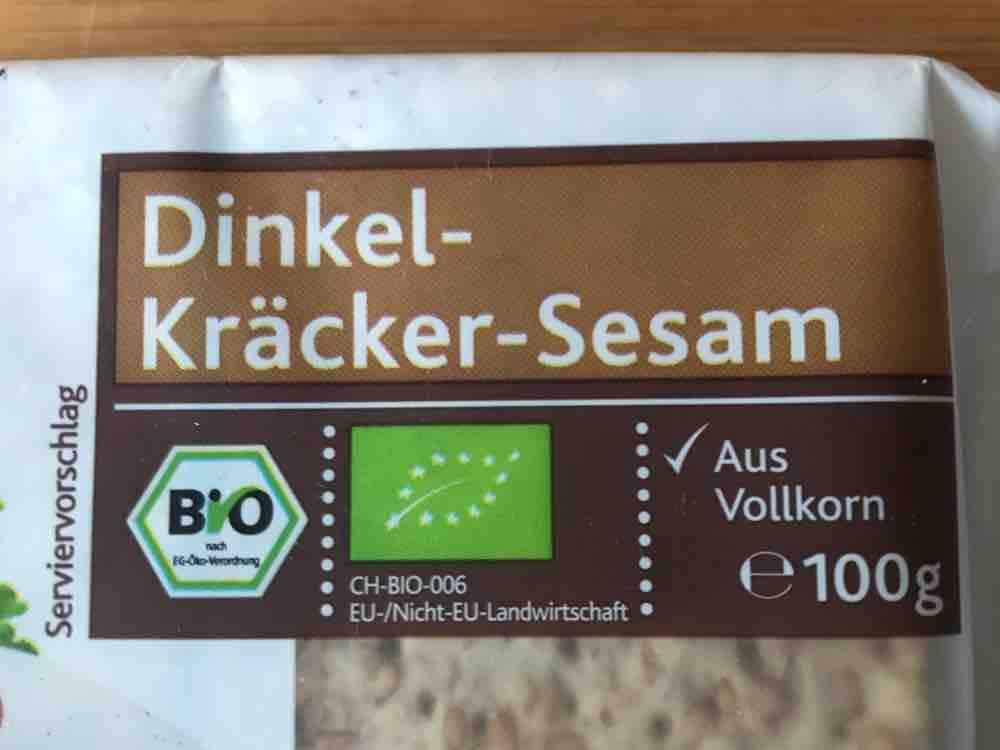 Dinkel-
Kräcker-Sesam
Serviervorschlag
BiO
nach
EG-Öko-Verordnung
CH-BIO-006
EU-/Nicht-EU-Landwirtschaft
✓ Aus
Vollkorn
℮100g